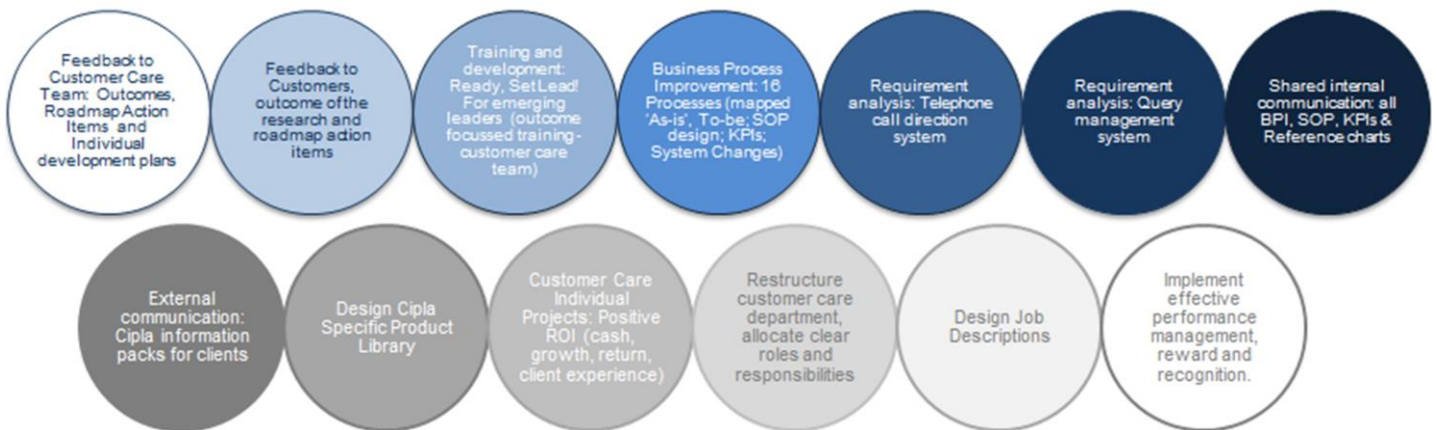 Feedback to
Customer Care
Team: Outcomes,
Roadmap Action
Items and
Individual
development plans
Feedback to
Customers,
outcome of the
research and
roadmap action
items
Training and
development:
Ready, Set Lead!
For emerging
leaders (outcome
focussed training-
customer care
team)
Business Process
Improvement: 16
Processes (mapped
'As-is', To-be; SOP
design; KPIs;
System Changes)
Requirement
analysis: Telephone
call direction
system
Requirement
analysis: Query
management
system
Shared internal
communication: all
BPI, SOP, KPIs &
Reference charts
External
communication:
Cipla information
packs for clients
Design Cipla
Specific Product
Library
Customer Care
Individual
Projects: Positive
ROI (cash,
growth, return,
client experience)
Restructure
customer care
department,
allocate clear
roles and
responsibilities
Design Job
Descriptions
Implement
effective
performance
management,
reward and
recognition.